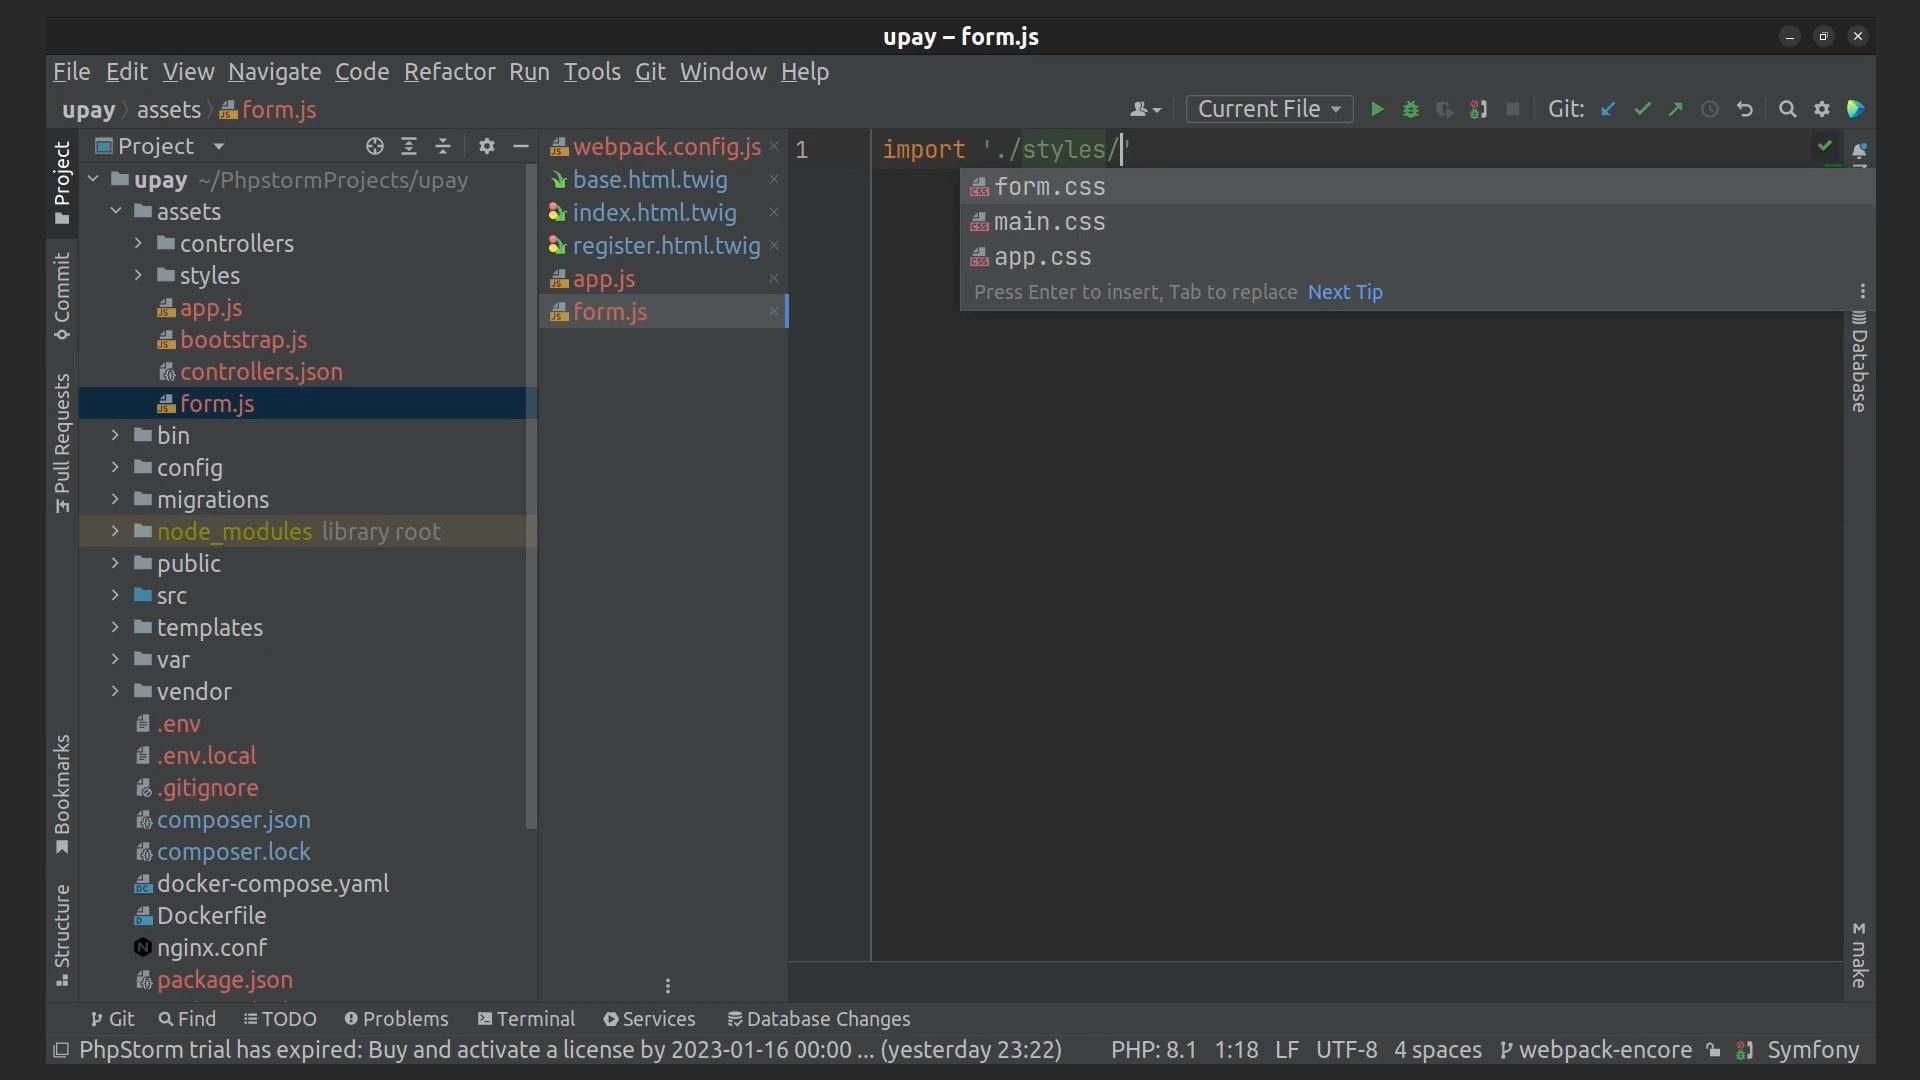 upay – form.js
File Edit View Navigate Code Refactor Run Tools Git Window Help
upay assets form.js
Current File
Git:
Project
Commit
Pull Requests
Bookmarks
Structure
Project
upay ~/PhpstormProjects/upay
assets
controllers
styles
app.js
bootstrap.js
controllers.json
form.js
bin
config
migrations
node_modules library root
public
src
templates
var
vendor
.env
.env.local
.gitignore
composer.json
composer.lock
docker-compose.yaml
Dockerfile
nginx.conf
package.json
webpack.config.js
base.html.twig
index.html.twig
register.html.twig
app.js
form.js
1 import './styles/'
form.css
main.css
app.css
Press Enter to insert, Tab to replace Next Tip
Database
make
Git Find TODO Problems Terminal Services Database Changes
PhpStorm trial has expired: Buy and activate a license by 2023-01-16 00:00 ... (yesterday 23:22) PHP: 8.1 1:18 LF UTF-8 4 spaces webpack-encore Symfony